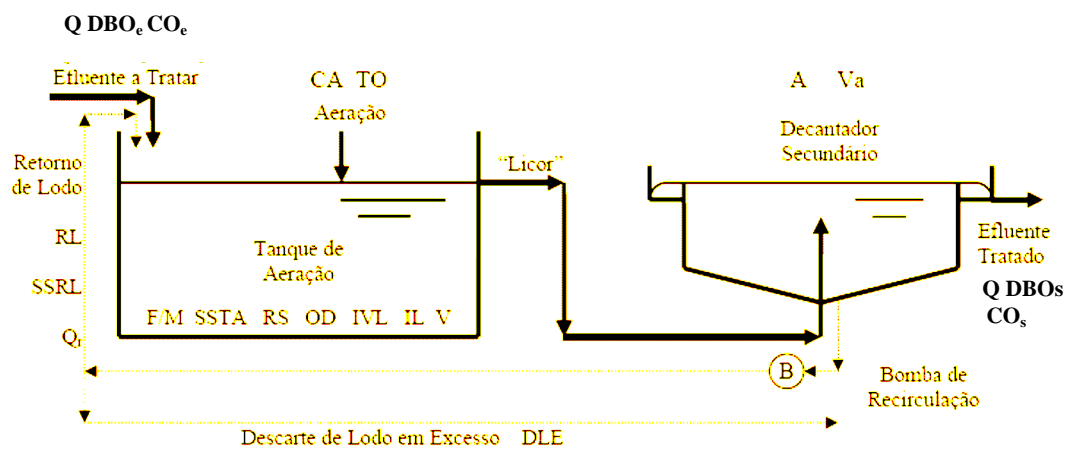 Q DBOe COe
Efluente a Tratar
CA TO
Aeração
A Va
Decantador
Secundário
Retorno
de Lodo
"Licor"
RL
SSRL
Qr
Tanque de
Aeração
F/M SSTA RS OD IVL IL V
Efluente
Tratado
Q DBOs
COs
B
Bomba de
Recirculação
Descarte de Lodo em Excesso DLE